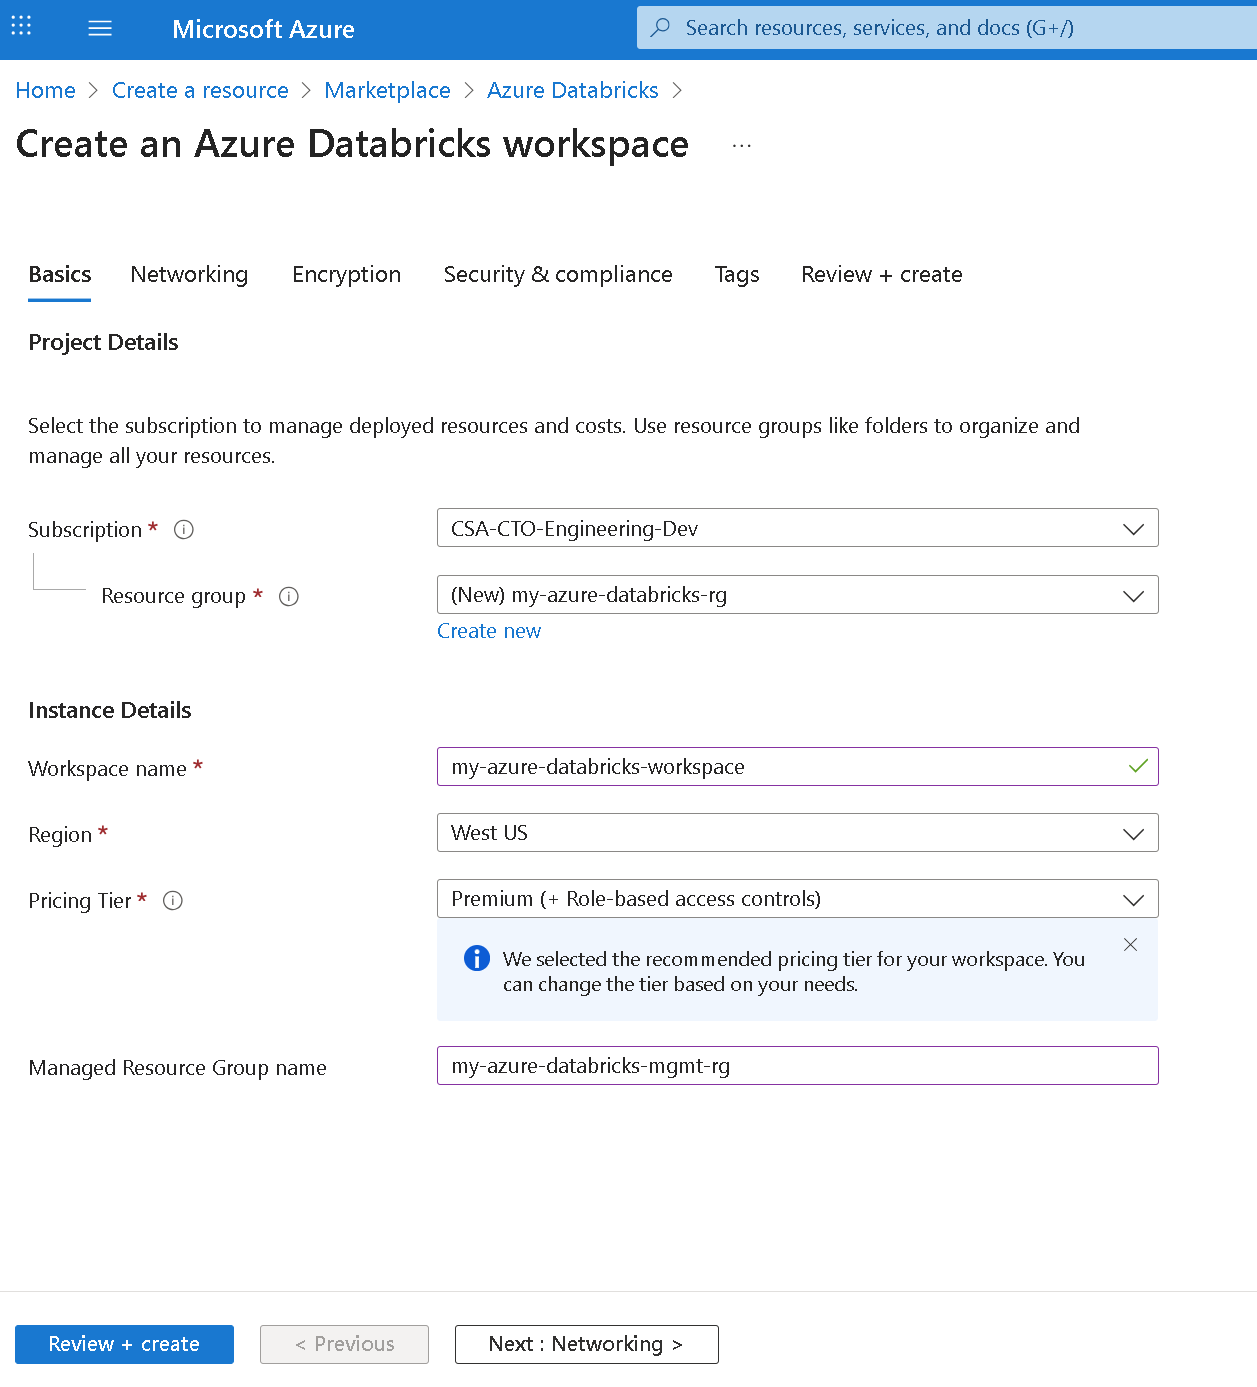 Microsoft Azure
Search resources, services, and docs (G+/)
Home > Create a resource > Marketplace > Azure Databricks >
Create an Azure Databricks workspace ...
Basics Networking Encryption Security & compliance Tags Review + create
Project Details
Select the subscription to manage deployed resources and costs. Use resource groups like folders to organize and
manage all your resources.
Subscription * CSA-CTO-Engineering-Dev
Resource group * (New) my-azure-databricks-rg
Create new
Instance Details
Workspace name * my-azure-databricks-workspace
Region * West US
Pricing Tier * Premium (+ Role-based access controls)
We selected the recommended pricing tier for your workspace. You
can change the tier based on your needs.
Managed Resource Group name my-azure-databricks-mgmt-rg
Review + create < Previous Next : Networking >